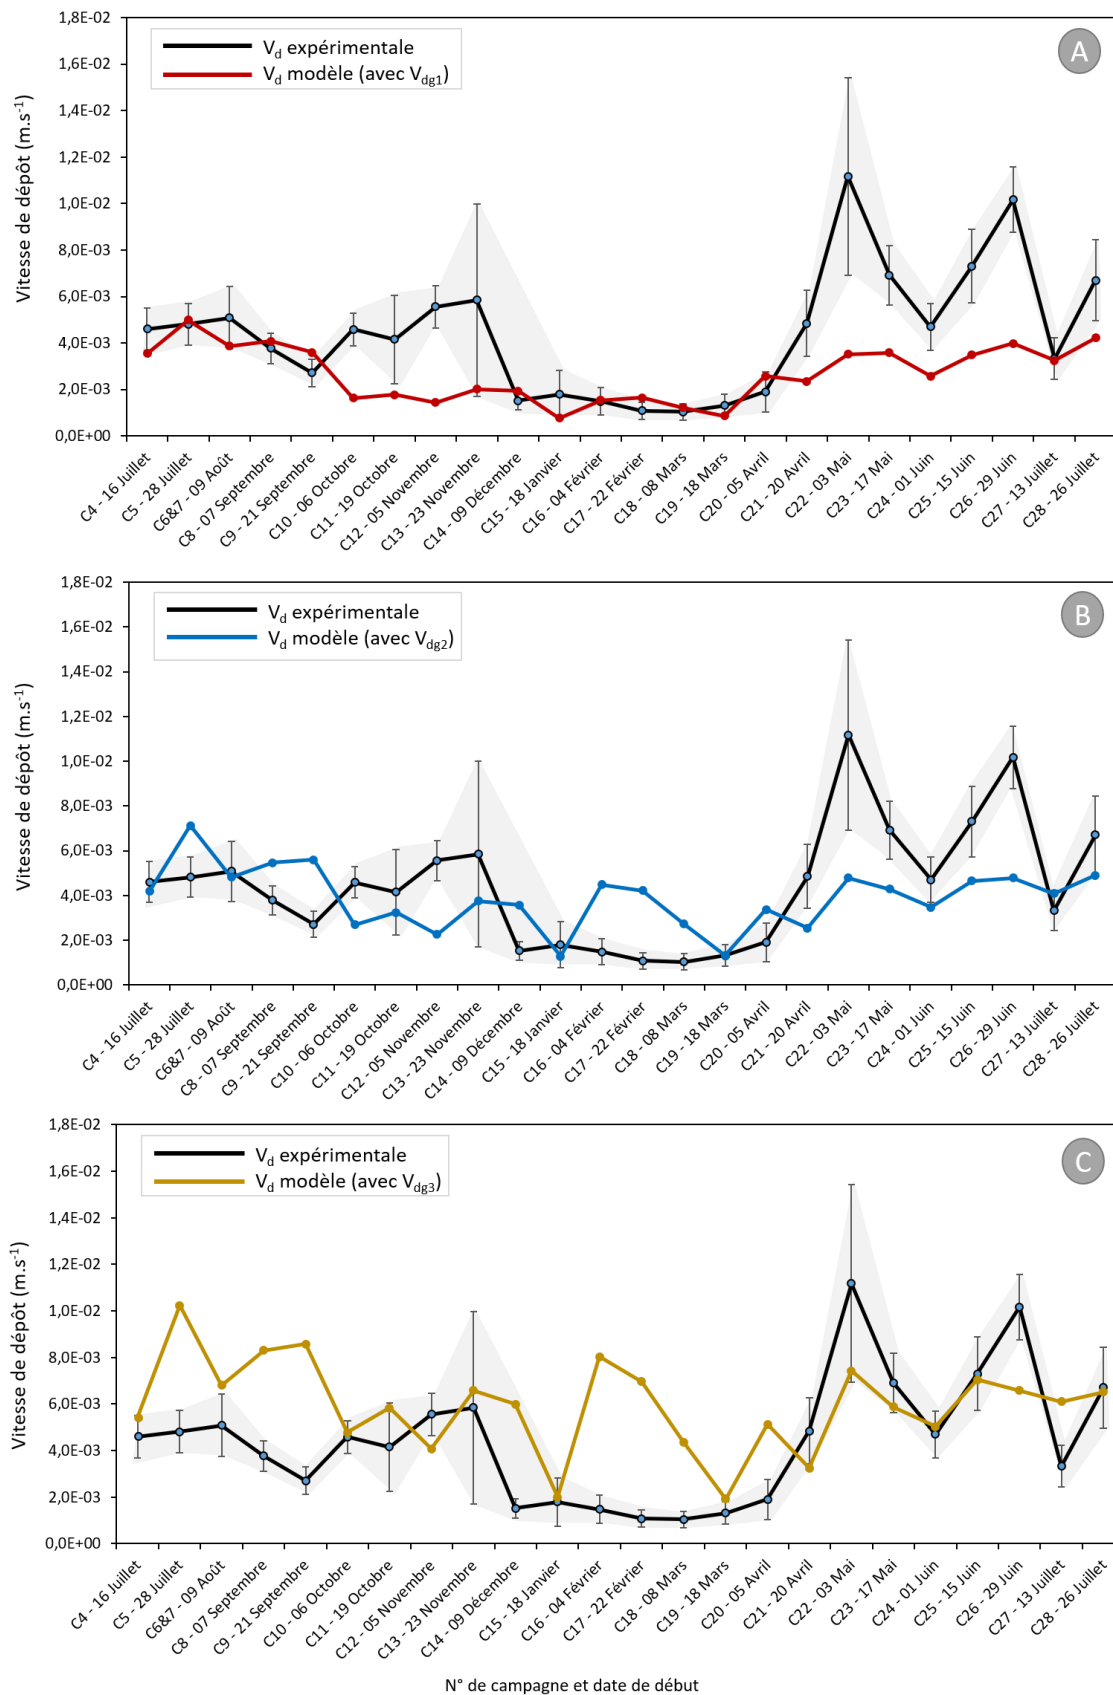 1,8E-02
1,6E-02
1,4E-02
1,2E-02
1,0E-02
8,0E-03
6,0E-03
4,0E-03
2,0E-03
0,0E+00
Vitesse de dépôt (m.s-1)
Vd expérimentale
Vd modèle (avec Vdg1)
A
C4 - 16 Juillet
C5 - 28 Juillet
C6&7 - 09 Août
C8 - 07 Septembre
C9 - 21 Septembre
C10 - 06 Octobre
C11 - 19 Octobre
C12 - 05 Novembre
C13 - 23 Novembre
C14 - 09 Décembre
C15 - 18 Janvier
C16 - 04 Février
C17 - 22 Février
C18 - 08 Mars
C19 - 18 Mars
C20 - 05 Avril
C21 - 20 Avril
C22 - 03 Mai
C23 - 17 Mai
C24 - 01 Juin
C25 - 15 Juin
C26 - 29 Juin
C27 - 13 Juillet
C28 - 26 Juillet
1,8E-02
1,6E-02
1,4E-02
1,2E-02
1,0E-02
8,0E-03
6,0E-03
4,0E-03
2,0E-03
0,0E+00
Vitesse de dépôt (m.s-1)
Vd expérimentale
Vd modèle (avec Vdg2)
B
C4 - 16 Juillet
C5 - 28 Juillet
C6&7 - 09 Août
C8 - 07 Septembre
C9 - 21 Septembre
C10 - 06 Octobre
C11 - 19 Octobre
C12 - 05 Novembre
C13 - 23 Novembre
C14 - 09 Décembre
C15 - 18 Janvier
C16 - 04 Février
C17 - 22 Février
C18 - 08 Mars
C19 - 18 Mars
C20 - 05 Avril
C21 - 20 Avril
C22 - 03 Mai
C23 - 17 Mai
C24 - 01 Juin
C25 - 15 Juin
C26 - 29 Juin
C27 - 13 Juillet
C28 - 26 Juillet
1,8E-02
1,6E-02
1,4E-02
1,2E-02
1,0E-02
8,0E-03
6,0E-03
4,0E-03
2,0E-03
0,0E+00
Vitesse de dépôt (m.s-1)
Vd expérimentale
Vd modèle (avec Vdg3)
C
C4 - 16 Juillet
C5 - 28 Juillet
C6&7 - 09 Août
C8 - 07 Septembre
C9 - 21 Septembre
C10 - 06 Octobre
C11 - 19 Octobre
C12 - 05 Novembre
C13 - 23 Novembre
C14 - 09 Décembre
C15 - 18 Janvier
C16 - 04 Février
C17 - 22 Février
C18 - 08 Mars
C19 - 18 Mars
C20 - 05 Avril
C21 - 20 Avril
C22 - 03 Mai
C23 - 17 Mai
C24 - 01 Juin
C25 - 15 Juin
C26 - 29 Juin
C27 - 13 Juillet
C28 - 26 Juillet
N° de campagne et date de début